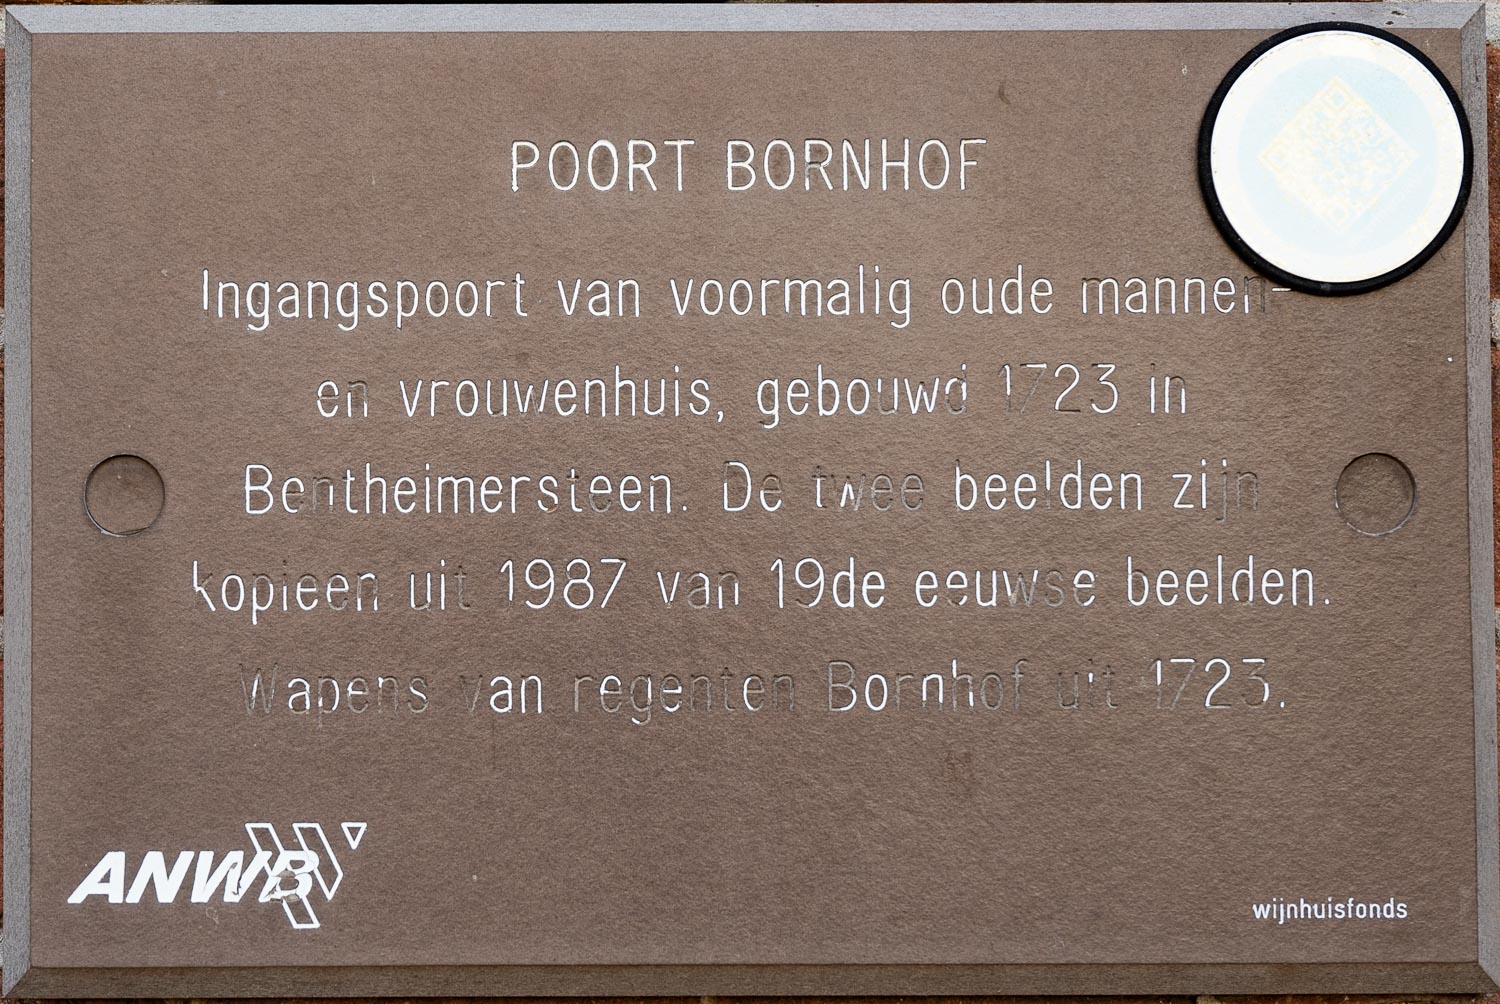 POORT BORNHOF
Ingangspoort van voormalig oude mannen-
en vrouwenhuis, gebouwd 1723 in
Bentheimersteen. De twee beelden zijn
kopieen uit 1987 van 19de eeuwse beelden.
Wapens van regenten Bornhof uit 1723.
ANWB
wijnhuisfonds